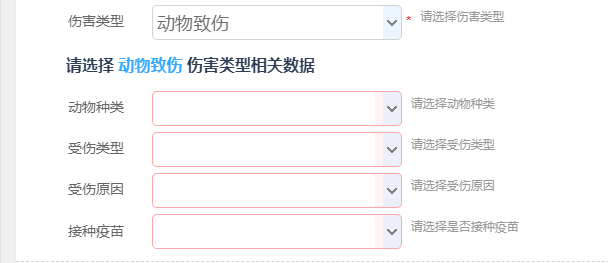 伤害类型 动物致伤 * 请选择伤害类型
请选择 动物致伤 伤害类型相关数据
动物种类 请选择动物种类
受伤类型 请选择受伤类型
受伤原因 请选择受伤原因
接种疫苗 请选择是否接种疫苗